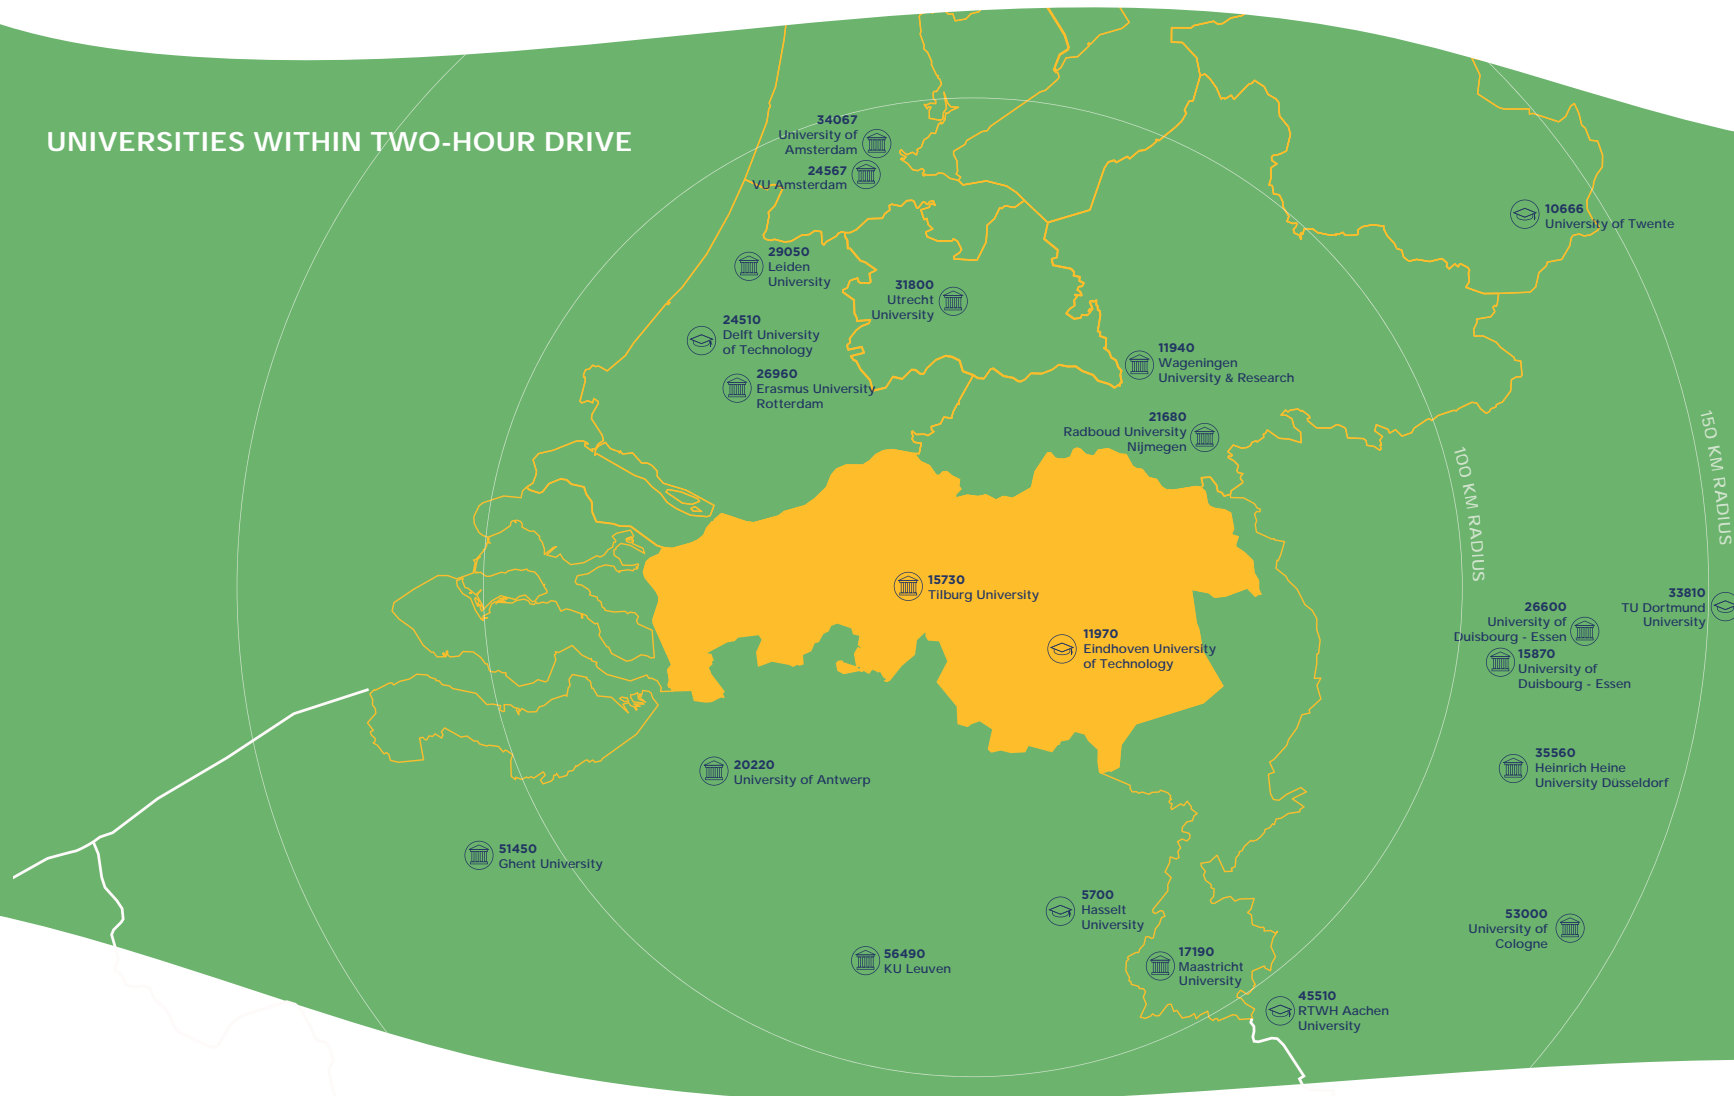 UNIVERSITIES WITHIN TWO-HOUR DRIVE
34067
University of
Amsterdam
24567
VU Amsterdam
10666
University of Twente
29050
Leiden
University
31800
Utrecht
University
24510
Delft University
of Technology
11940
Wageningen
University & Research
26960
Erasmus University
Rotterdam
21680
Radboud University
Nijmegen
100 KM RADIUS
150 KM RADIUS
15730
Tilburg University
11970
Eindhoven University
of Technology
33810
TU Dortmund
University
26600
University of
Duisbourg - Essen
15870
University of
Duisbourg - Essen
35560
Heinrich Heine
University Düsseldorf
20220
University of Antwerp
51450
Ghent University
5700
Hasselt
University
53000
University of
Cologne
56490
KU Leuven
17190
Maastricht
University
45510
RTWH Aachen
University